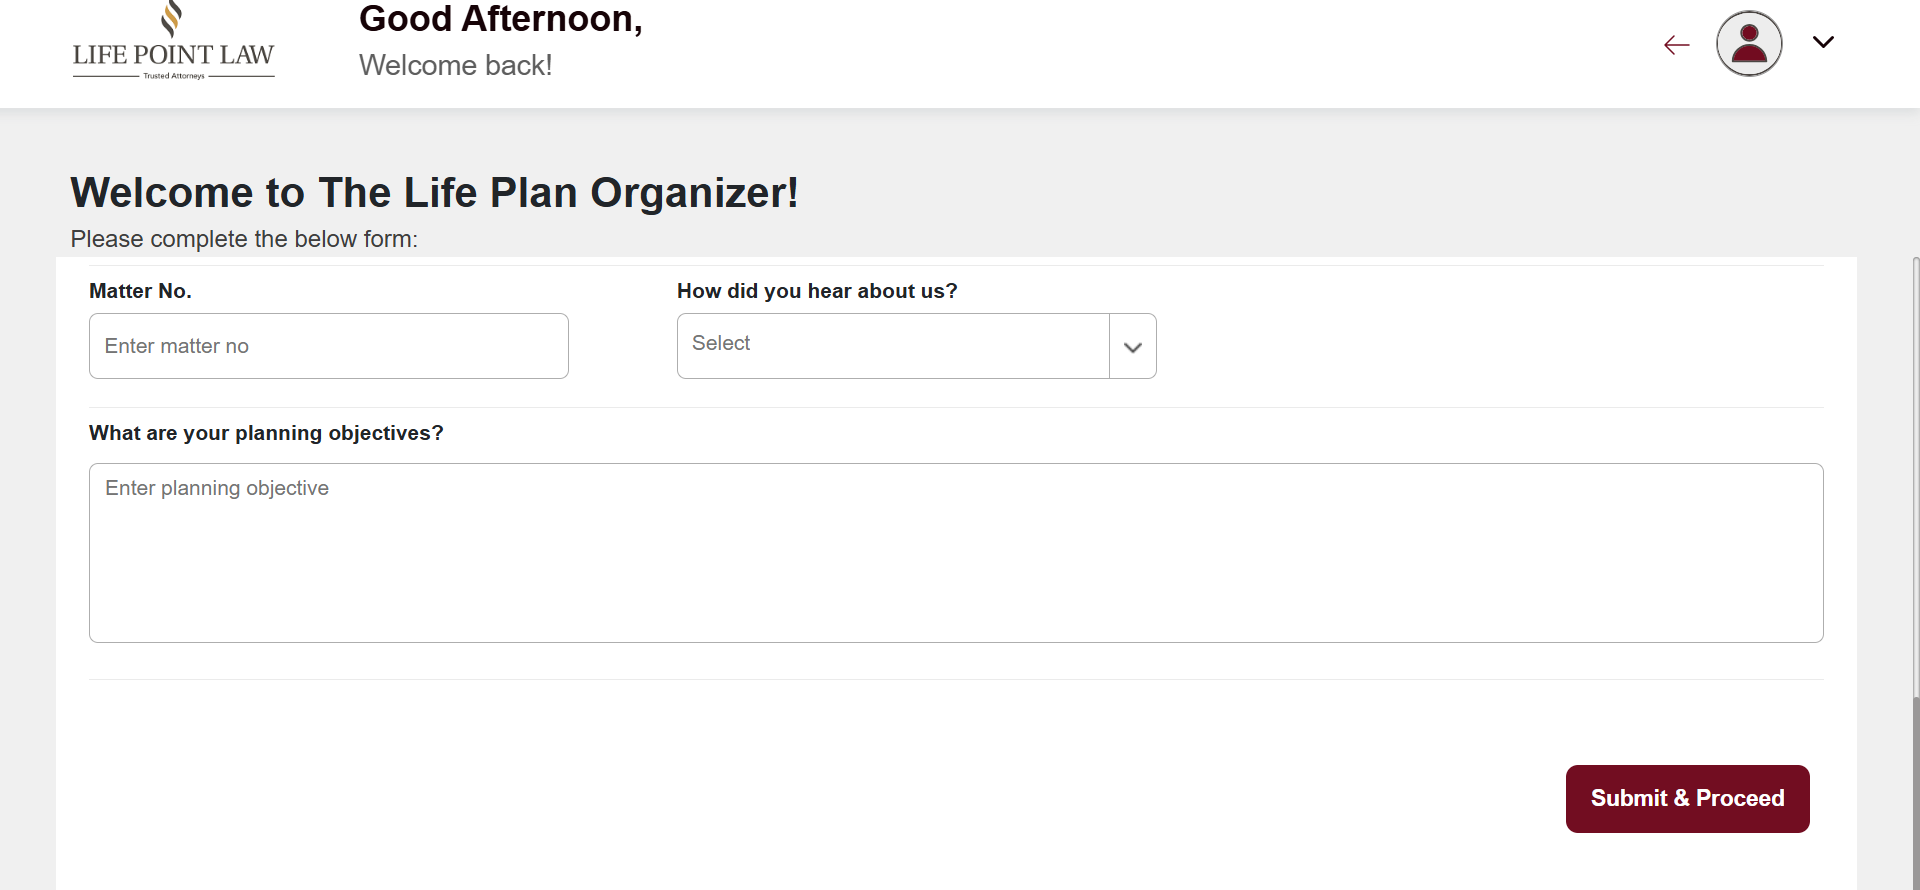 LIFE POINT LAW
Trusted Attorneys
Good Afternoon,
Welcome back!
Welcome to The Life Plan Organizer!
Please complete the below form:
Matter No.
How did you hear about us?
Enter matter no
Select
What are your planning objectives?
Enter planning objective
Submit & Proceed